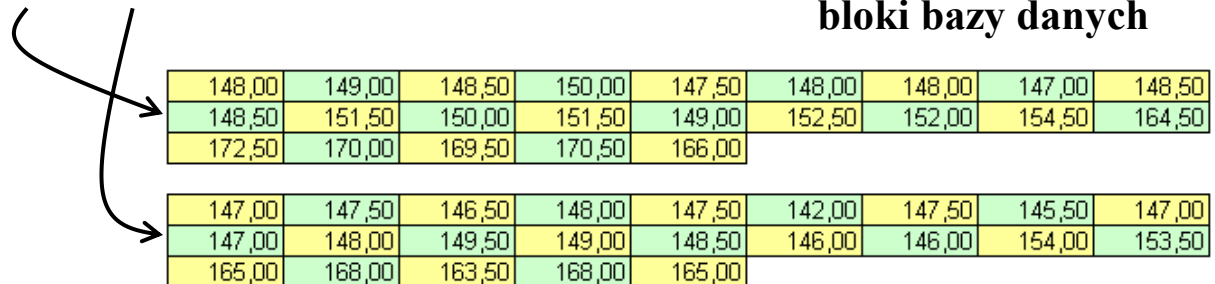 bloki bazy danych
148,00 149,00 148,50 150,00 147,50 148,00 148,00 147,00 148,50
148,50 151,50 150,00 151,50 149,00 152,50 152,00 154,50 164,50
172,50 170,00 169,50 170,50 166,00
147,00 147,50 146,50 148,00 147,50 142,00 147,50 145,50 147,00
147,00 148,00 149,50 149,00 148,50 146,00 146,00 154,00 153,50
165,00 168,00 163,50 168,00 165,00